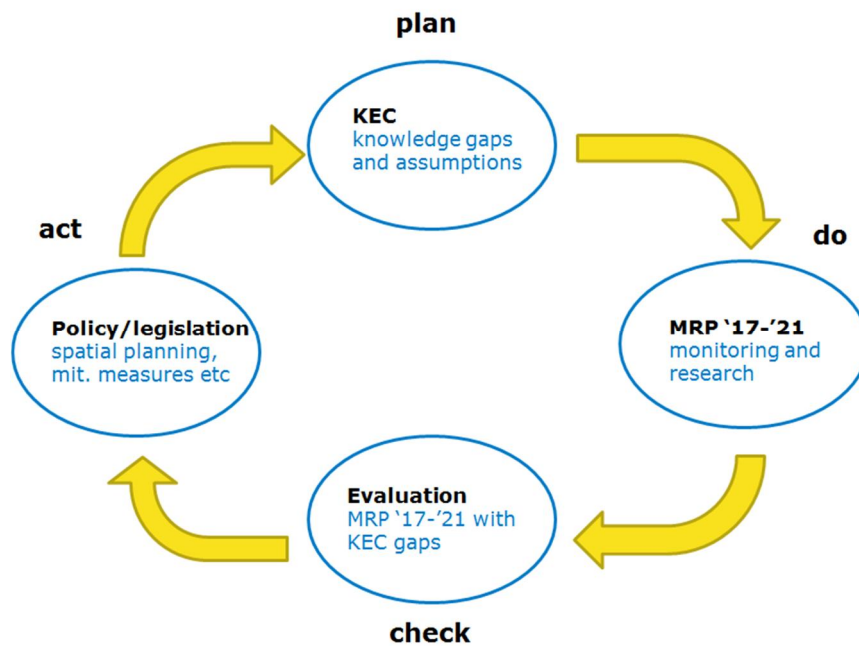 plan
KEC
knowledge gaps
and assumptions
act
do
Policy/legislation
spatial planning,
mit. measures etc
MRP ‘17-’21
monitoring and
research
Evaluation
MRP ‘17-’21 with
KEC gaps
check